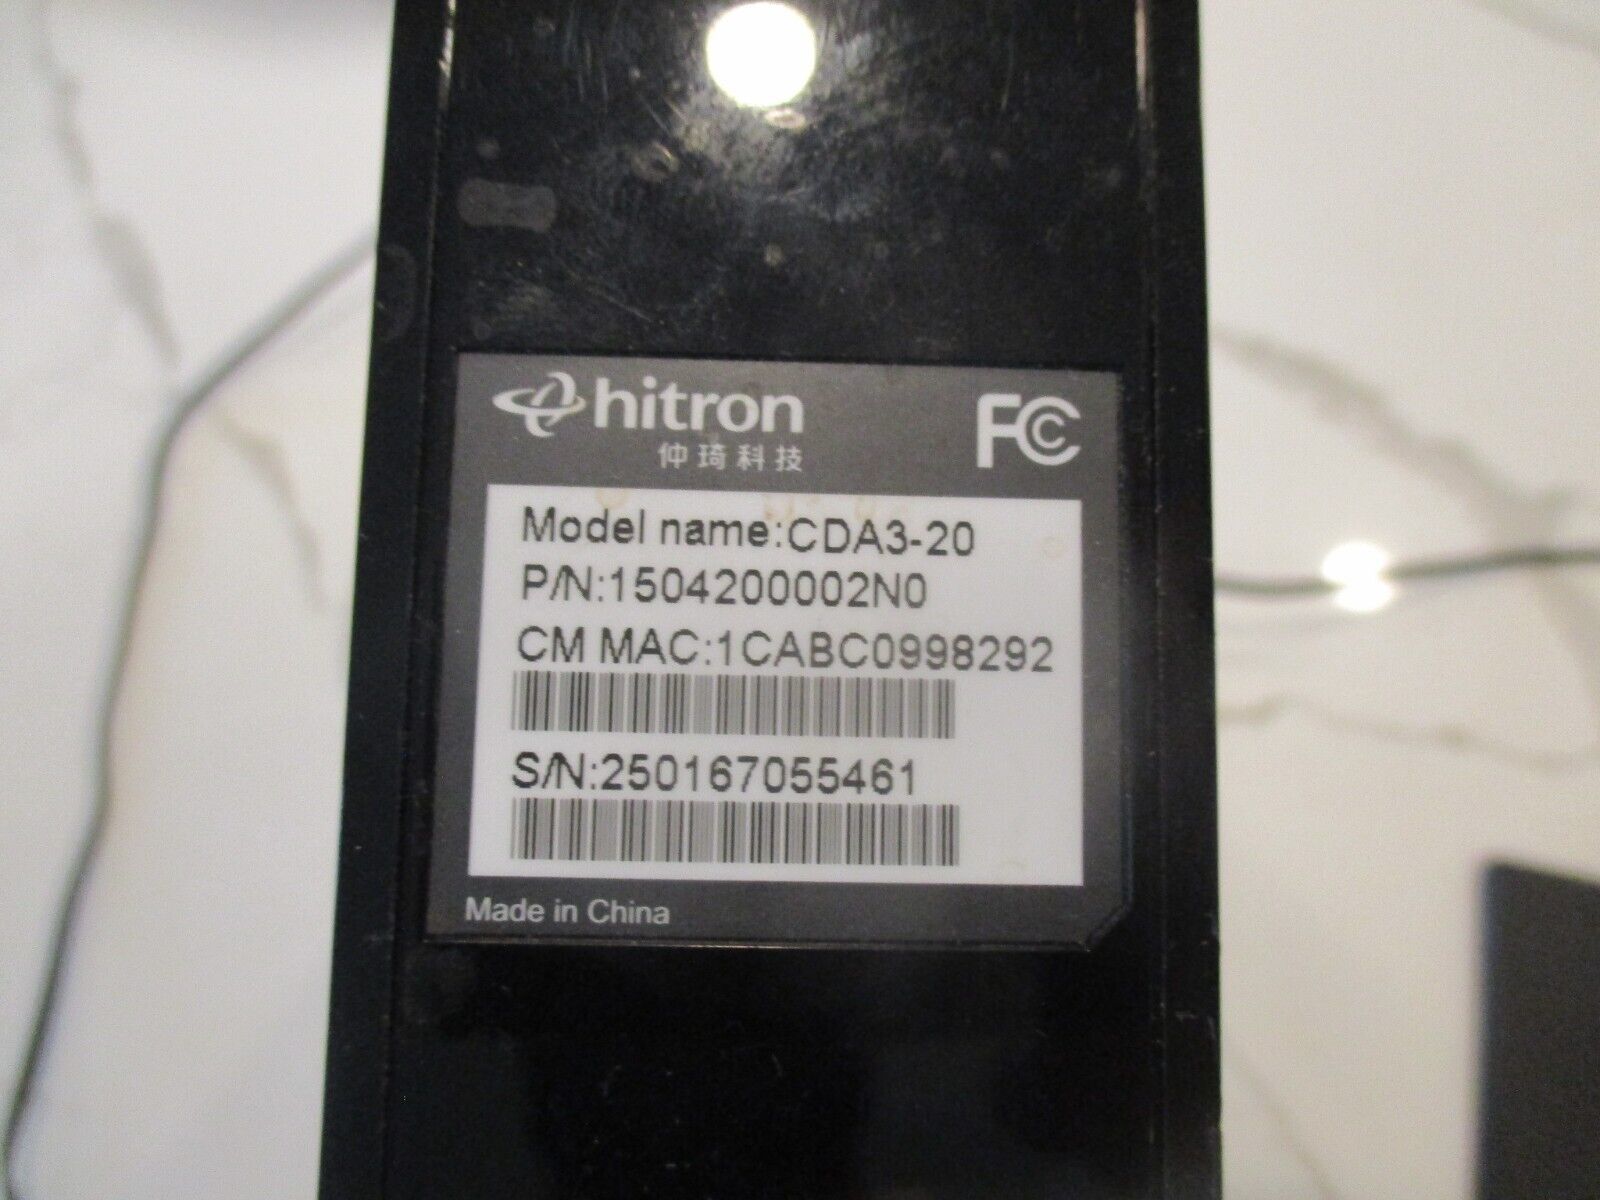 hitron
仲琦科技
FC
Model name:CDA3-20
P/N:1504200002N0
CM MAC:1CABC0998292
S/N:250167055461
Made in China